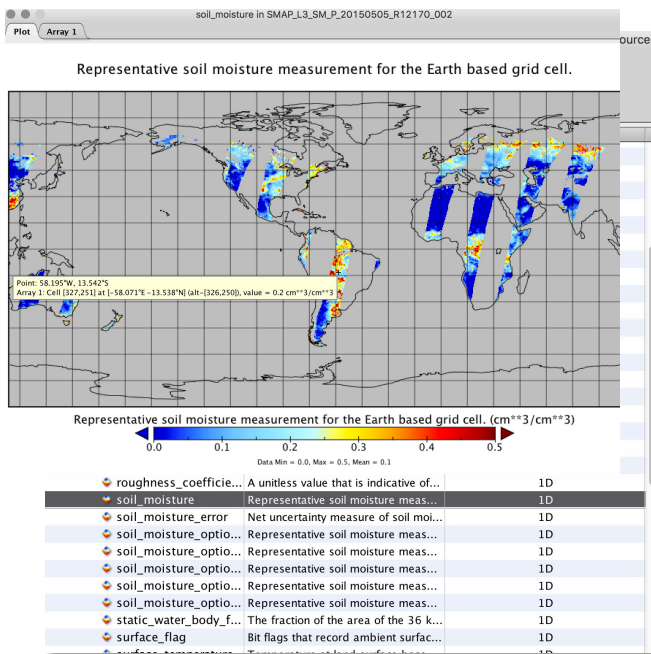 soil_moisture in SMAP_L3_SM_P_20150505_R12170_002
Plot
Array 1
ource
Representative soil moisture measurement for the Earth based grid cell.
Point: 58.195°W, 13.542°S
Array 1: Cell [327,251] at [−58.071°E −13.538°N] (alt−[326,250]), value = 0.2 cm**3/cm**3
Representative soil moisture measurement for the Earth based grid cell. (cm**3/cm**3)
0.0 0.1 0.2 0.3 0.4 0.5
Data Min = 0.0, Max = 0.5, Mean = 0.1
roughness_coefficie... A unitless value that is indicative of... 1D
soil_moisture Representative soil moisture meas... 1D
soil_moisture_error Net uncertainty measure of soil moi... 1D
soil_moisture_optio... Representative soil moisture meas... 1D
soil_moisture_optio... Representative soil moisture meas... 1D
soil_moisture_optio... Representative soil moisture meas... 1D
soil_moisture_optio... Representative soil moisture meas... 1D
soil_moisture_optio... Representative soil moisture meas... 1D
static_water_body_f... The fraction of the area of the 36 k... 1D
surface_flag Bit flags that record ambient surfac... 1D